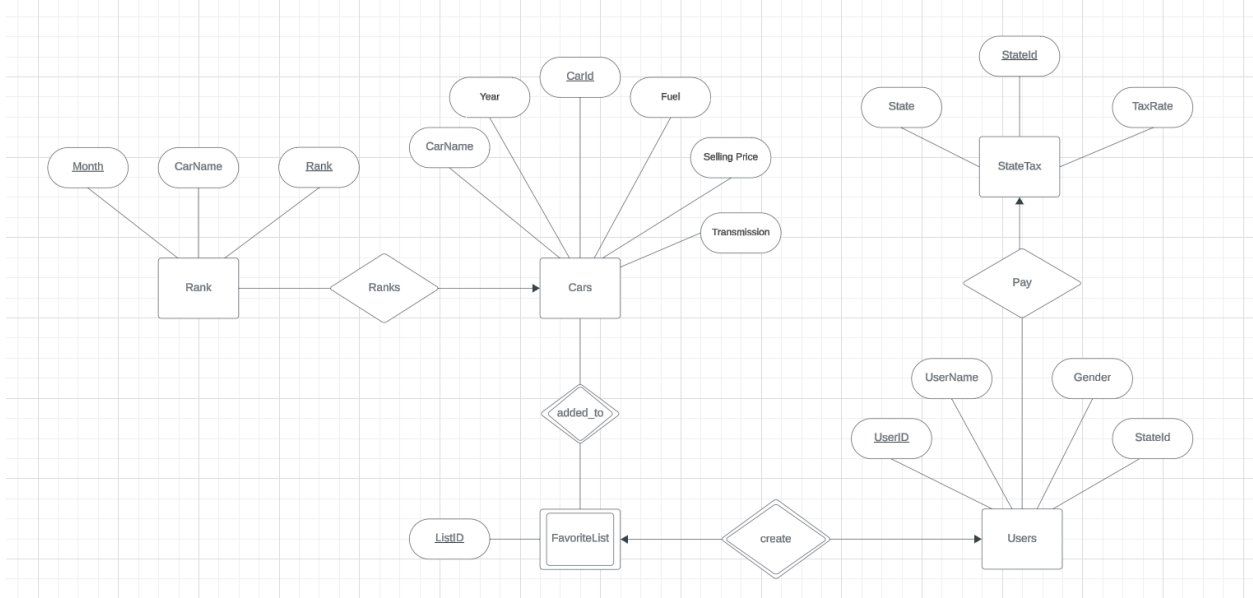 StateId
CarId
Year
Fuel
State
TaxRate
CarName
Selling Price
Month
CarName
Rank
StateTax
Transmission
Rank
Ranks
Cars
Pay
UserName
Gender
added_to
UserID
StateId
ListID
FavoriteList
create
Users